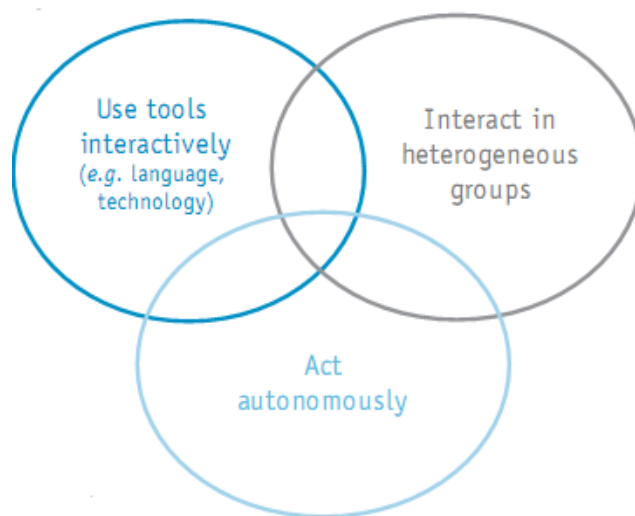 Use tools
interactively
(e.g. language,
technology)
Interact in
heterogeneous
groups
Act
autonomously